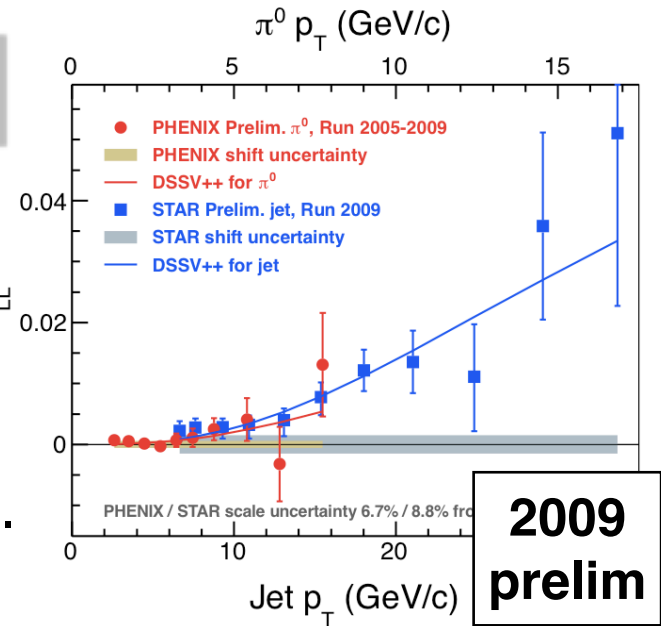 π⁰ p_T (GeV/c)
0 5 10 15
PHENIX Prelim. π⁰, Run 2005-2009
PHENIX shift uncertainty
DSSV++ for π⁰
STAR Prelim. jet, Run 2009
STAR shift uncertainty
DSSV++ for jet
0.04
0.02
LL
0
PHENIX / STAR scale uncertainty 6.7% / 8.8%
.
0 10 20
Jet p_T (GeV/c)
2009
prelim